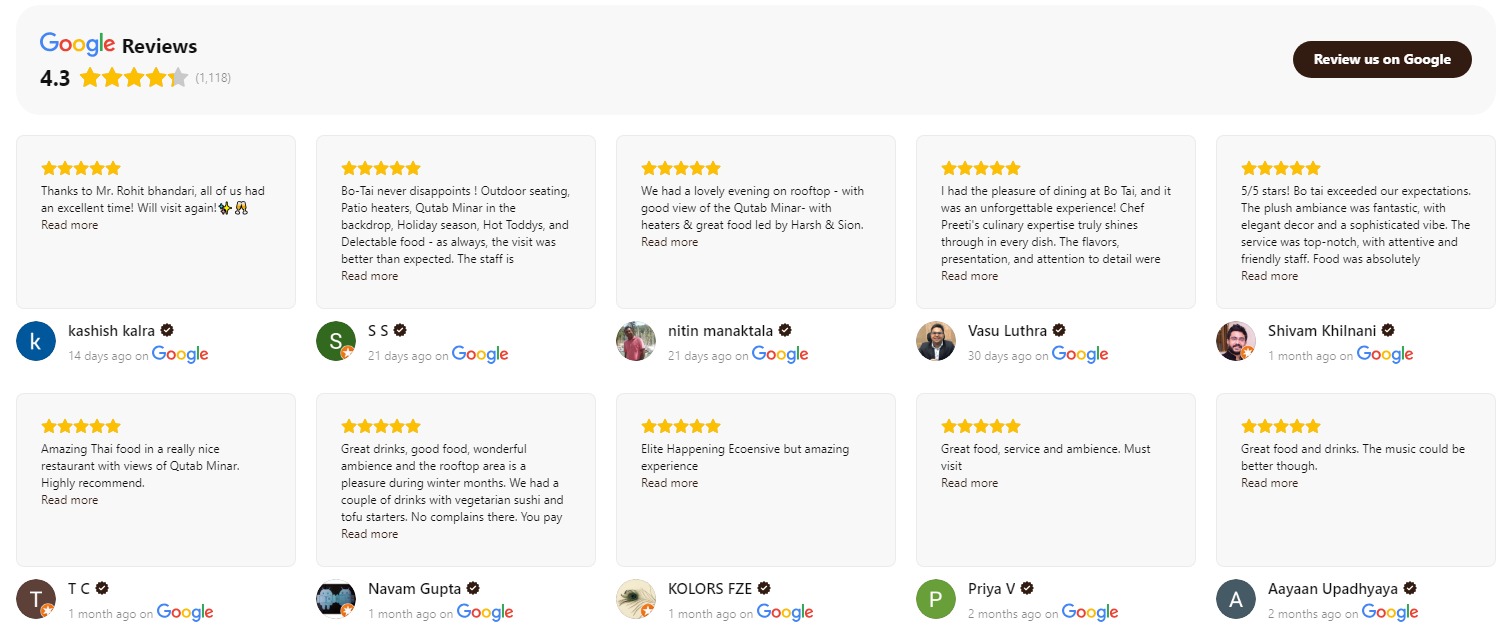 Google Reviews
4.3 (1,118)
Review us on Google
Thanks to Mr. Rohit bhandari, all of us had
an excellent time! Will visit again!✨🥂
Read more
kashish kalra
14 days ago on Google
Bo-Tai never disappoints ! Outdoor seating,
Patio heaters, Qutab Minar in the
backdrop, Holiday season, Hot Toddys, and
Delectable food - as always, the visit was
better than expected. The staff is
Read more
S S
21 days ago on Google
We had a lovely evening on rooftop - with
good view of the Qutab Minar- with
heaters & great food led by Harsh & Sion.
Read more
nitin manaktala
21 days ago on Google
I had the pleasure of dining at Bo Tai, and it
was an unforgettable experience! Chef
Preeti's culinary expertise truly shines
through in every dish. The flavors,
presentation, and attention to detail were
Read more
Vasu Luthra
30 days ago on Google
5/5 stars! Bo tai exceeded our expectations.
The plush ambiance was fantastic, with
elegant decor and a sophisticated vibe. The
service was top-notch, with attentive and
friendly staff. Food was absolutely
Read more
Shivam Khilnani
1 month ago on Google
Amazing Thai food in a really nice
restaurant with views of Qutab Minar.
Highly recommend.
Read more
T C
1 month ago on Google
Great drinks, good food, wonderful
ambience and the rooftop area is a
pleasure during winter months. We had a
couple of drinks with vegetarian sushi and
tofu starters. No complains there. You pay
Read more
Navam Gupta
1 month ago on Google
Elite Happening Ecoensive but amazing
experience
Read more
KOLORS FZE
1 month ago on Google
Great food, service and ambience. Must
visit
Read more
Priya V
2 months ago on Google
Great food and drinks. The music could be
better though.
Read more
Aayaan Upadhyaya
2 months ago on Google
k
S
T
P
A